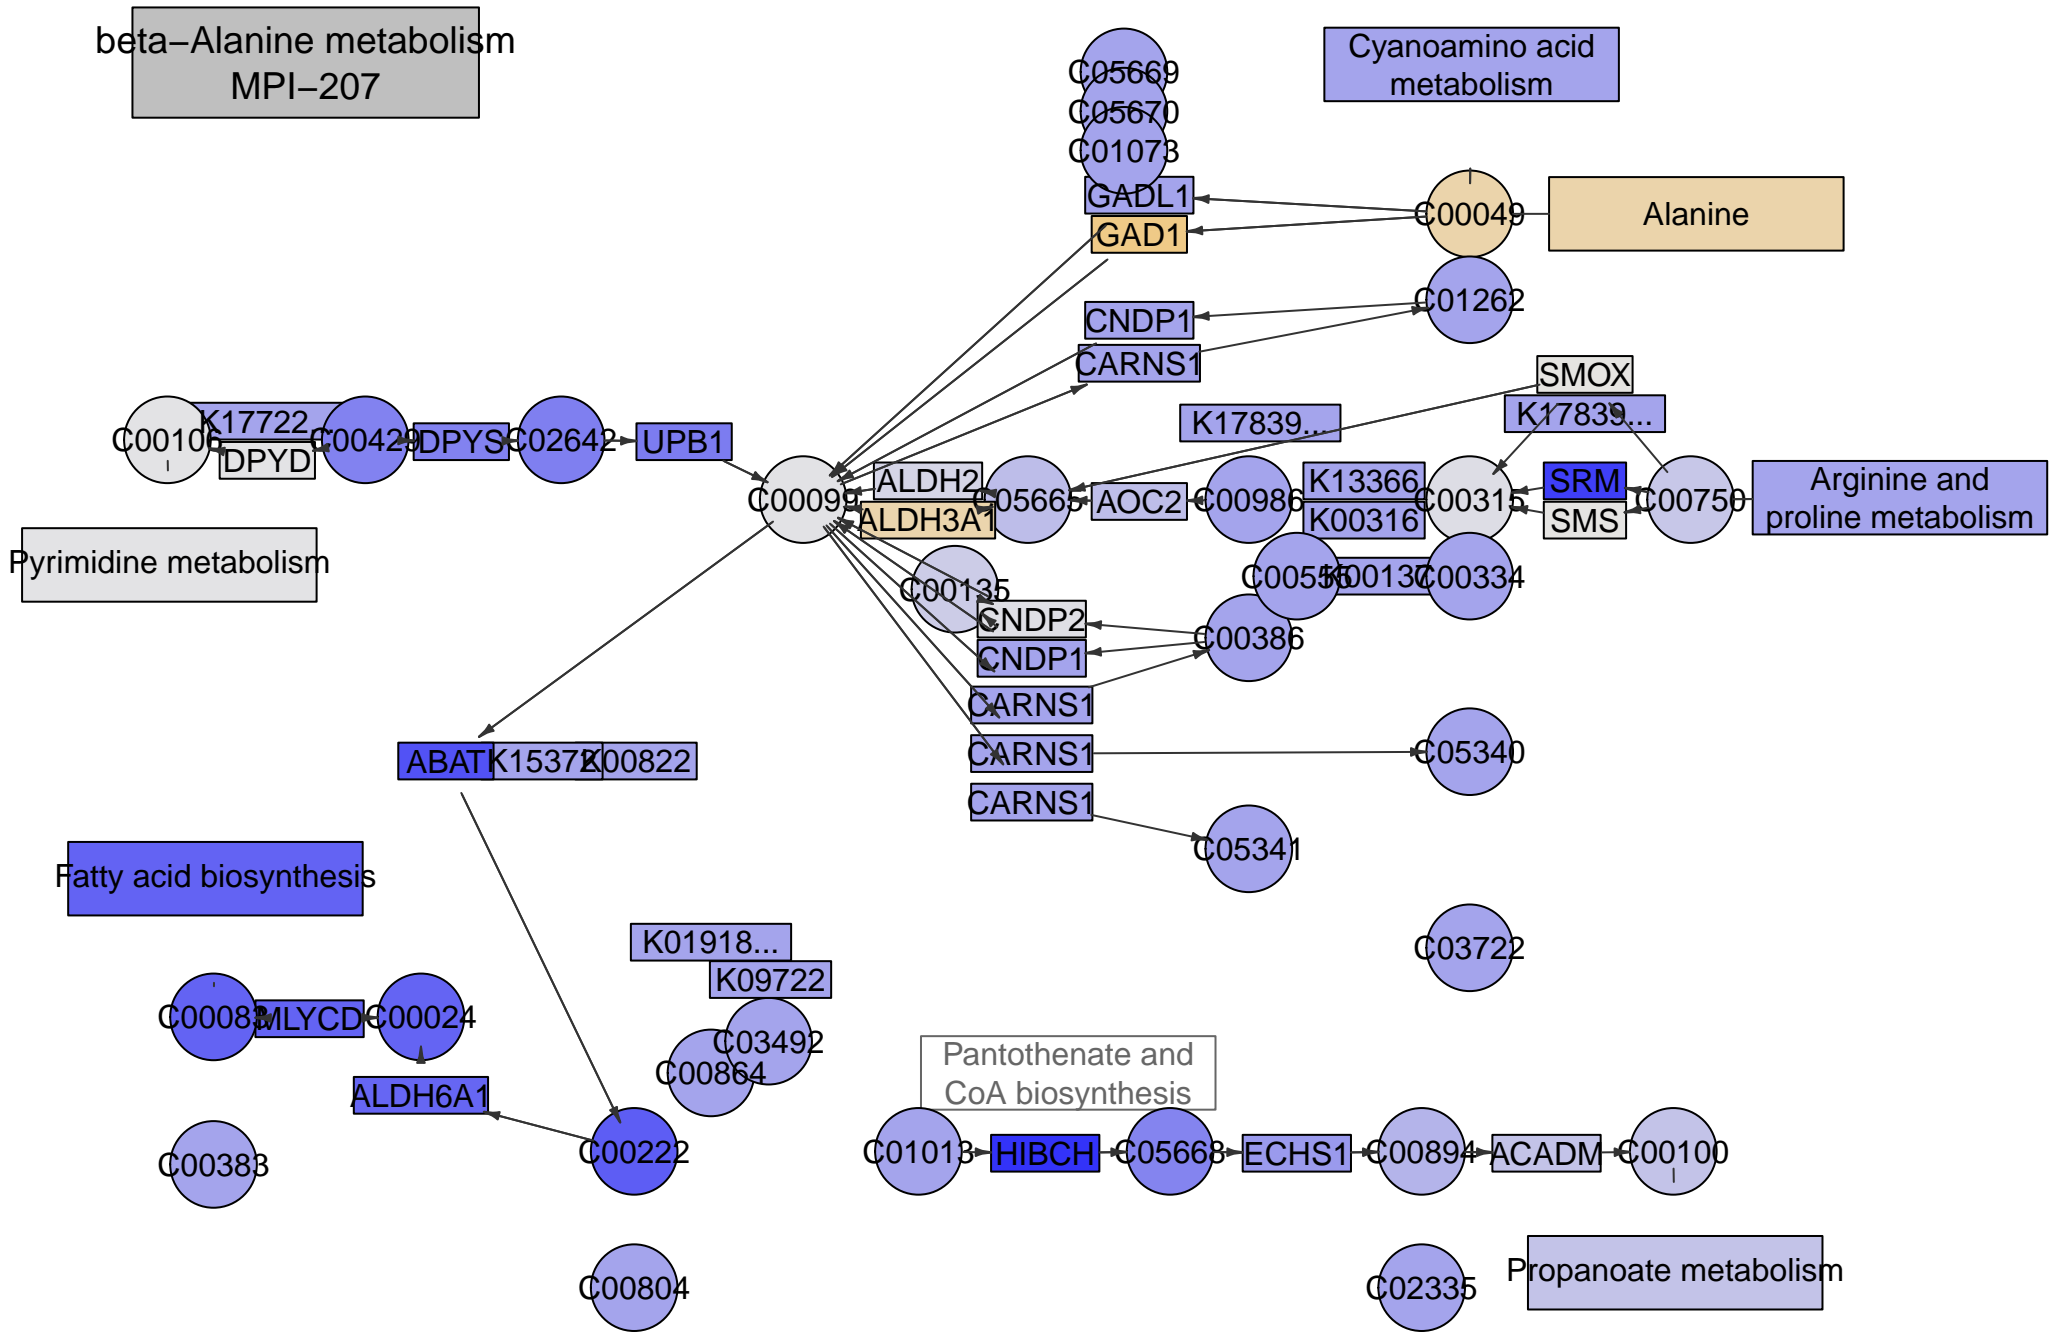 beta−Alanine metabolism
MPI−207
C05669
C05670
C01073
Cyanoamino acid
metabolism
GADL1
GAD1
C00049
Alanine
C01262
CNDP1
CARNS1
SMOX
K17839...
K17839...
C00106
K17722...
DPYD
C00429
DPYS
C02642
UPB1
C00099
ALDH2
ALDH3A1
C05665
AOC2
C00986
K13366
K00316
C00315
SRM
SMS
C00750
Arginine and
proline metabolism
Pyrimidine metabolism
C00135
C00555
K00137
C00334
CNDP2
CNDP1
C00386
CARNS1
CARNS1
CARNS1
C05340
C05341
ABAT
K15372
K00822
Fatty acid biosynthesis
K01918...
K09722
C03722
C00083
MLYCD
C00024
C03492
C00864
ALDH6A1
Pantothenate and
CoA biosynthesis
C00383
C00222
C01013
HIBCH
C05668
ECHS1
C00894
ACADM
C00100
C00804
C02335
Propanoate metabolism